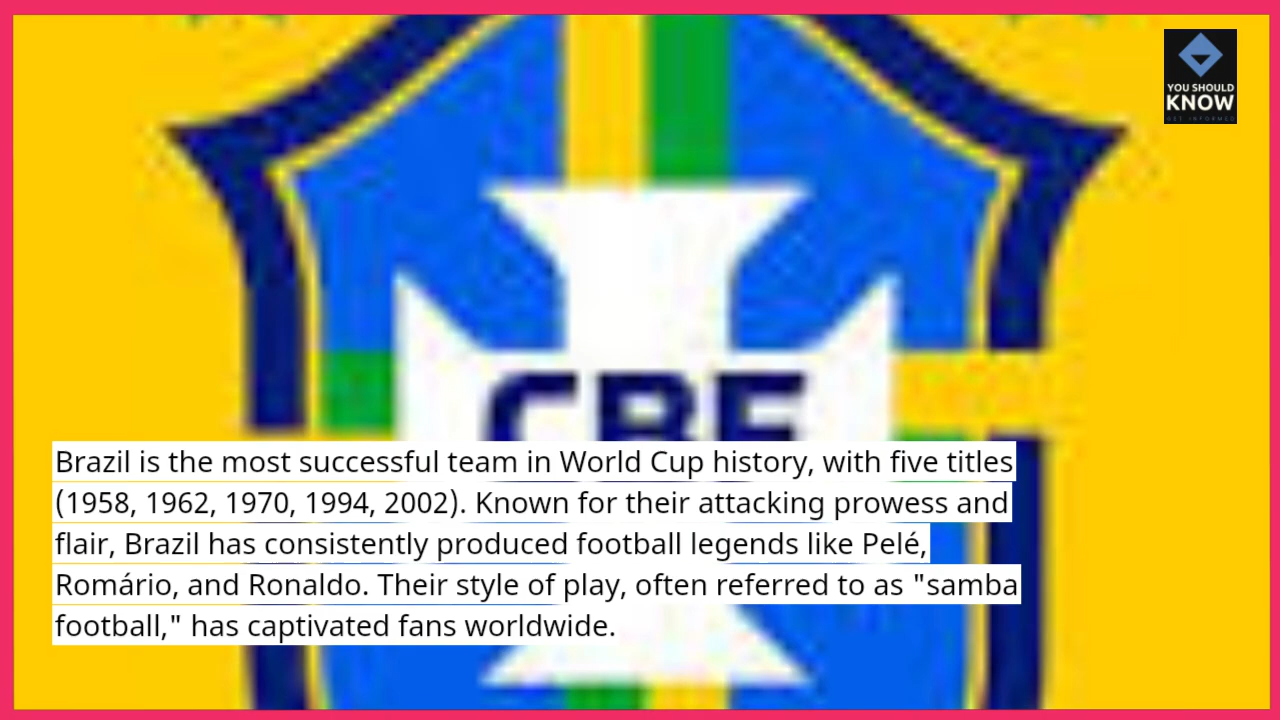 YOU SHOULD
KNOW
GET INFORMED
CBF
Brazil is the most successful team in World Cup history, with five titles
(1958, 1962, 1970, 1994, 2002). Known for their attacking prowess and
flair, Brazil has consistently produced football legends like Pelé,
Romário, and Ronaldo. Their style of play, often referred to as "samba
football," has captivated fans worldwide.